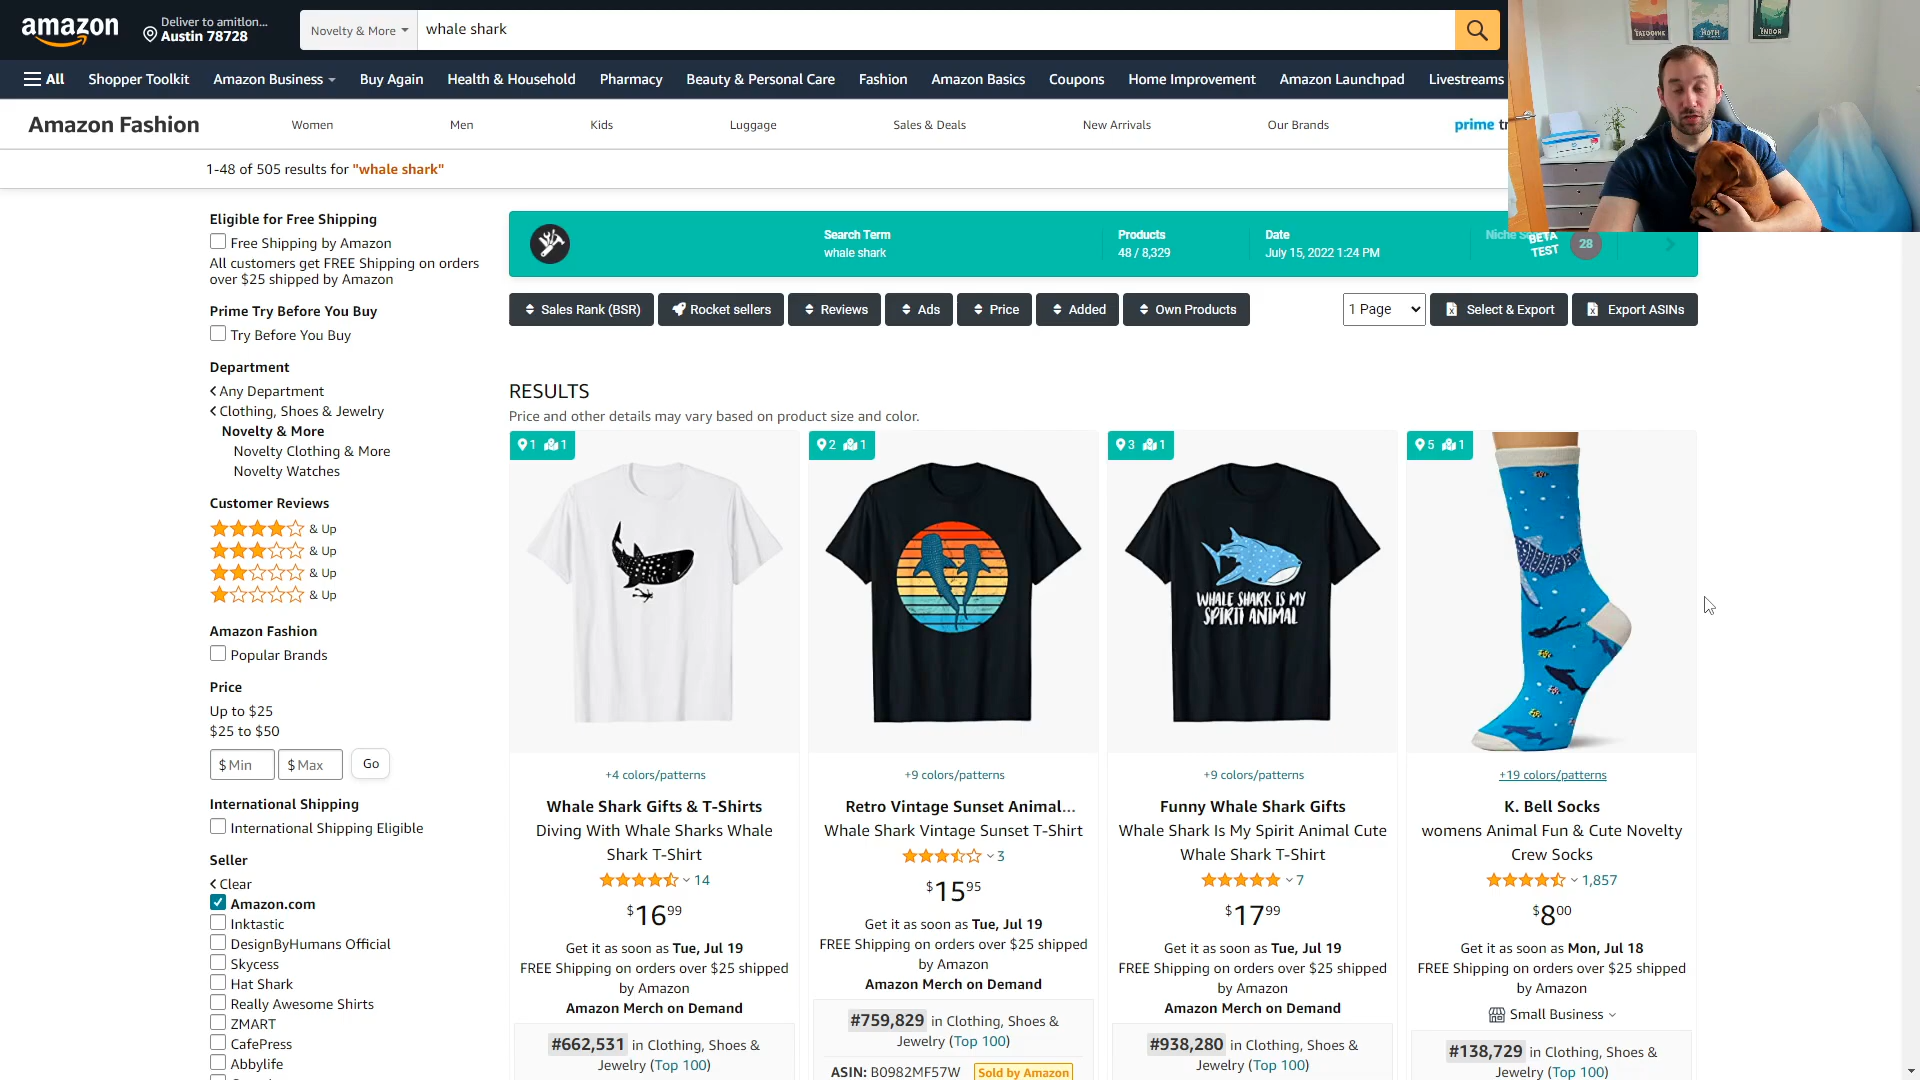 amazon
Deliver to amitlon...
Austin 78728
Novelty & More
whale shark
TATOOINE
HOTH
ENDOR
All
Shopper Toolkit
Amazon Business
Buy Again
Health & Household
Pharmacy
Beauty & Personal Care
Fashion
Amazon Basics
Coupons
Home Improvement
Amazon Launchpad
Livestreams
Amazon Fashion
Women
Men
Kids
Luggage
Sales & Deals
New Arrivals
Our Brands
prime tr
1-48 of 505 results for "whale shark"
Eligible for Free Shipping
Free Shipping by Amazon
All customers get FREE Shipping on orders
over $25 shipped by Amazon
Prime Try Before You Buy
Try Before You Buy
Department
Any Department
Clothing, Shoes & Jewelry
Novelty & More
Novelty Clothing & More
Novelty Watches
Customer Reviews
& Up
& Up
& Up
& Up
Amazon Fashion
Popular Brands
Price
Up to $25
$25 to $50
$ Min
$ Max
Go
International Shipping
International Shipping Eligible
Seller
Clear
Amazon.com
Inktastic
DesignByHumans Official
Skycess
Hat Shark
Really Awesome Shirts
ZMART
CafePress
Abbylife
Search Term
whale shark
Products
48 / 8,329
Date
July 15, 2022 1:24 PM
Niche
BETA
TEST
28
Sales Rank (BSR)
Rocket sellers
Reviews
Ads
Price
Added
Own Products
1 Page
Select & Export
Export ASINs
RESULTS
Price and other details may vary based on product size and color.
1 1
+4 colors/patterns
Whale Shark Gifts & T-Shirts
Diving With Whale Sharks Whale
Shark T-Shirt
14
$16 99
Get it as soon as Tue, Jul 19
FREE Shipping on orders over $25 shipped
by Amazon
Amazon Merch on Demand
#662,531 in Clothing, Shoes &
Jewelry (Top 100)
2 1
+9 colors/patterns
Retro Vintage Sunset Animal...
Whale Shark Vintage Sunset T-Shirt
3
$15 95
Get it as soon as Tue, Jul 19
FREE Shipping on orders over $25 shipped
by Amazon
Amazon Merch on Demand
#759,829 in Clothing, Shoes &
Jewelry (Top 100)
ASIN: B0982MF57W Sold by Amazon
3 1
WHALE SHARK IS MY
SPIRIT ANIMAL
+9 colors/patterns
Funny Whale Shark Gifts
Whale Shark Is My Spirit Animal Cute
Whale Shark T-Shirt
7
$17 99
Get it as soon as Tue, Jul 19
FREE Shipping on orders over $25 shipped
by Amazon
Amazon Merch on Demand
#938,280 in Clothing, Shoes &
Jewelry (Top 100)
5 1
+19 colors/patterns
K. Bell Socks
womens Animal Fun & Cute Novelty
Crew Socks
1,857
$8 00
Get it as soon as Mon, Jul 18
FREE Shipping on orders over $25 shipped
by Amazon
Small Business
#138,729 in Clothing, Shoes &
Jewelry (Top 100)